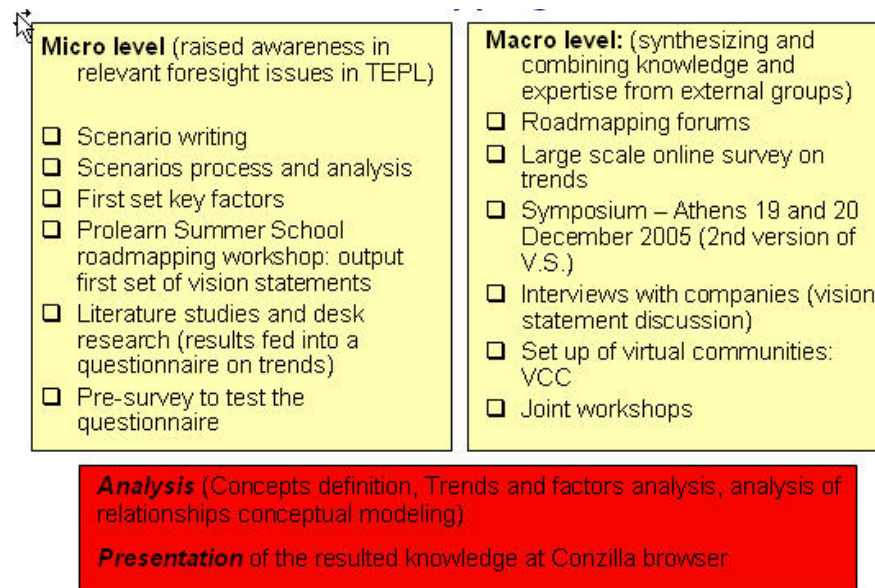 Micro level (raised awareness in
relevant foresight issues in TEPL)
❑ Scenario writing
❑ Scenarios process and analysis
❑ First set key factors
❑ Prolearn Summer School
roadmapping workshop: output
first set of vision statements
❑ Literature studies and desk
research (results fed into a
questionnaire on trends)
❑ Pre-survey to test the
questionnaire
Macro level: (synthesizing and
combining knowledge and
expertise from external groups)
❑ Roadmapping forums
❑ Large scale online survey on
trends
❑ Symposium – Athens 19 and 20
December 2005 (2nd version of
V.S.)
❑ Interviews with companies (vision
statement discussion)
❑ Set up of virtual communities:
VCC
❑ Joint workshops
Analysis (Concepts definition, Trends and factors analysis, analysis of
relationships conceptual modeling)
Presentation of the resulted knowledge at Conzilla browser